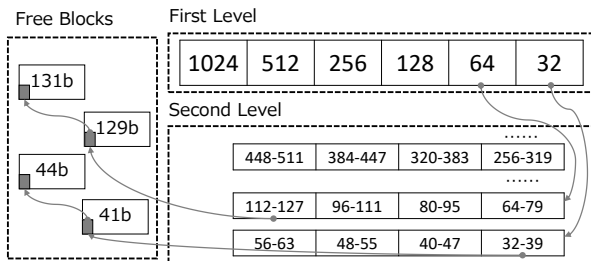 Free Blocks
131b
129b
44b
41b
First Level
1024 512 256 128 64 32
Second Level
......
448-511 384-447 320-383 256-319
......
112-127 96-111 80-95 64-79
56-63 48-55 40-47 32-39